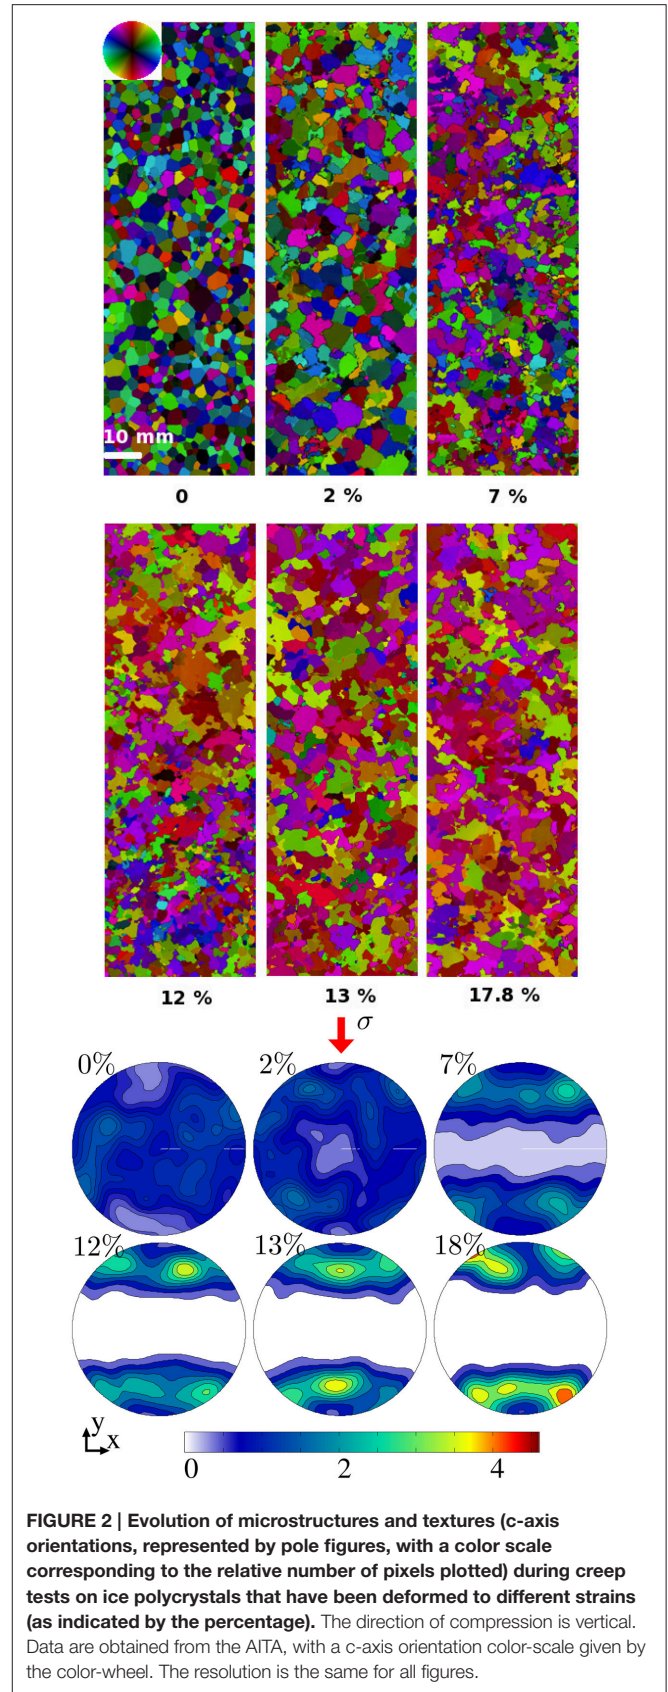 10 mm
0
2 %
7 %
12 %
13 %
17.8 %
σ
0%
2%
7%
12%
13%
18%
y
x
0
2
4
FIGURE 2 | Evolution of microstructures and textures (c-axis
orientations, represented by pole figures, with a color scale
corresponding to the relative number of pixels plotted) during creep
tests on ice polycrystals that have been deformed to different strains
(as indicated by the percentage). The direction of compression is vertical.
Data are obtained from the AITA, with a c-axis orientation color-scale given by
the color-wheel. The resolution is the same for all figures.